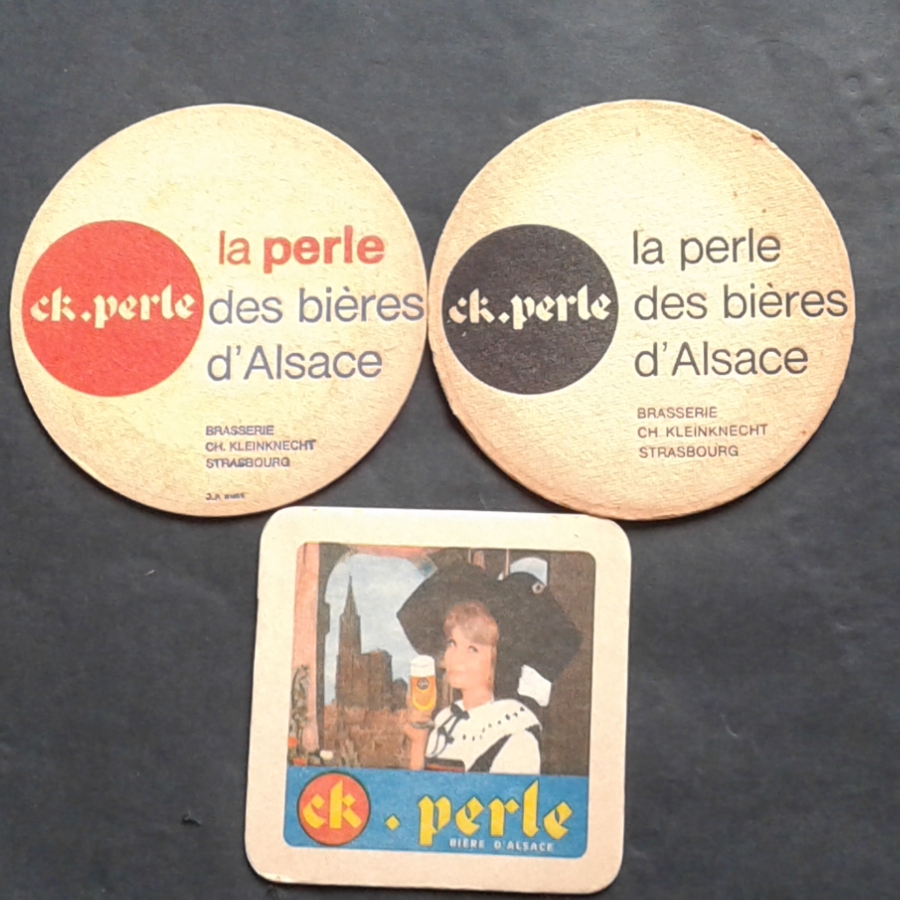 la perle
ck.perle des bières
d'Alsace
BRASSERIE
CH. KLEINKNECHT
STRASBOURG
la perle
ck.perle des bières
d'Alsace
BRASSERIE
CH. KLEINKNECHT
STRASBOURG
ck . perle
BIÈRE D'ALSACE